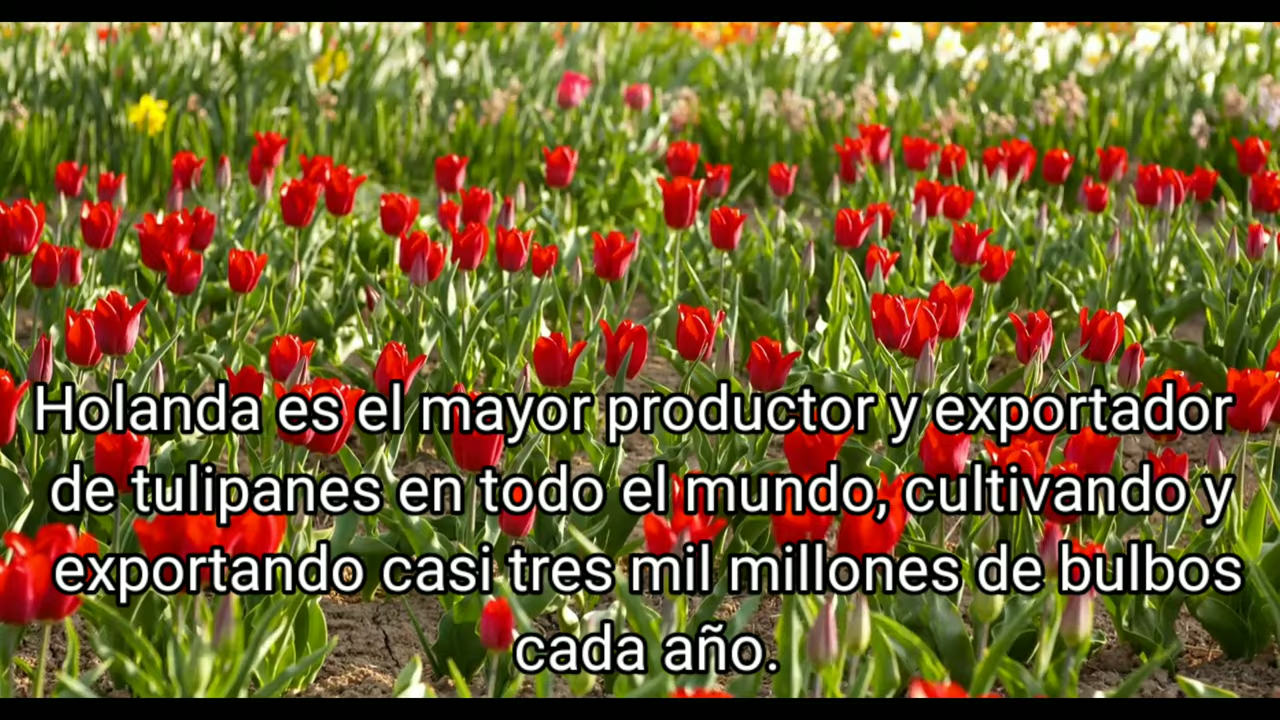 Holanda es el mayor productor y exportador
de tulipanes en todo el mundo, cultivando y
exportando casi tres mil millones de bulbos
cada año.